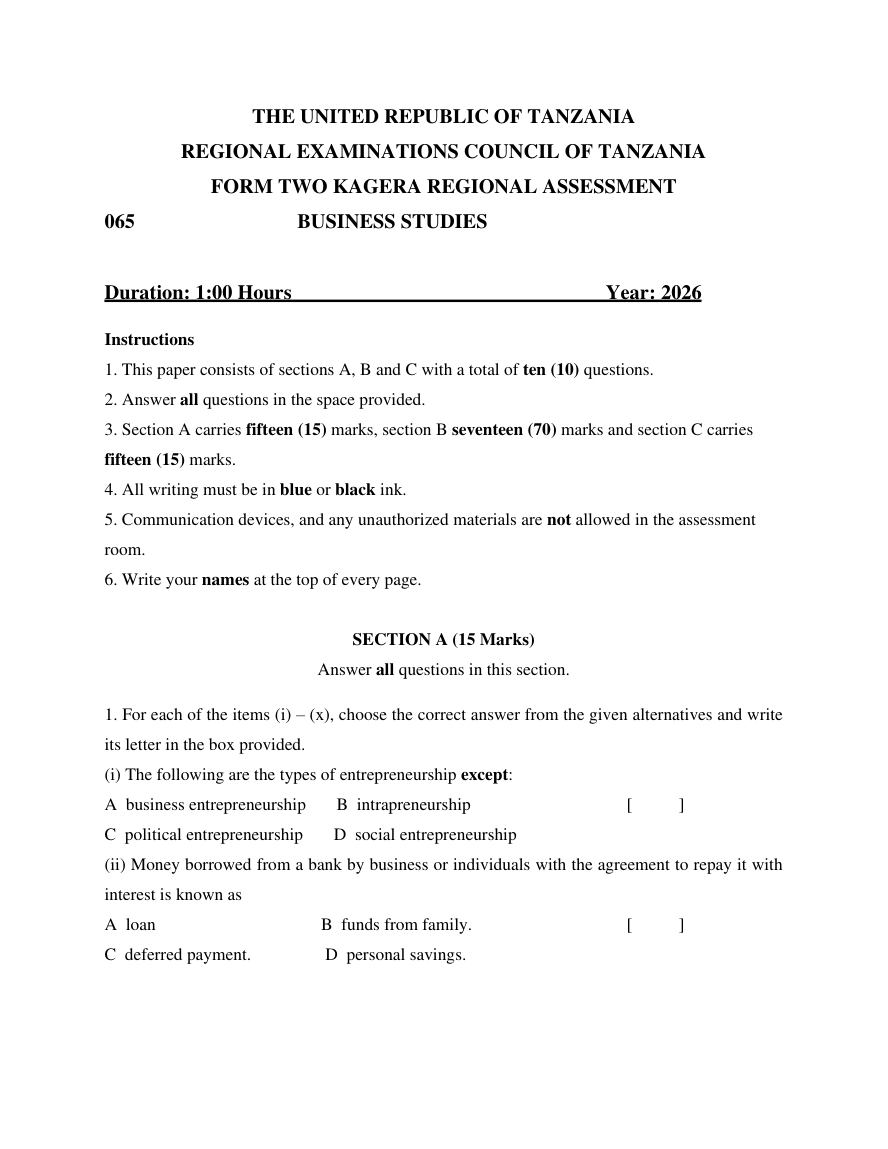 THE UNITED REPUBLIC OF TANZANIA
REGIONAL EXAMINATIONS COUNCIL OF TANZANIA
FORM TWO KAGERA REGIONAL ASSESSMENT
065 BUSINESS STUDIES
Duration: 1:00 Hours Year: 2026
Instructions
1. This paper consists of sections A, B and C with a total of ten (10) questions.
2. Answer all questions in the space provided.
3. Section A carries fifteen (15) marks, section B seventeen (70) marks and section C carries
fifteen (15) marks.
4. All writing must be in blue or black ink.
5. Communication devices, and any unauthorized materials are not allowed in the assessment
room.
6. Write your names at the top of every page.
SECTION A (15 Marks)
Answer all questions in this section.
1. For each of the items (i) – (x), choose the correct answer from the given alternatives and write
its letter in the box provided.
(i) The following are the types of entrepreneurship except:
A business entrepreneurship B intrapreneurship [ ]
C political entrepreneurship D social entrepreneurship
(ii) Money borrowed from a bank by business or individuals with the agreement to repay it with
interest is known as
A loan B funds from family. [ ]
C deferred payment. D personal savings.